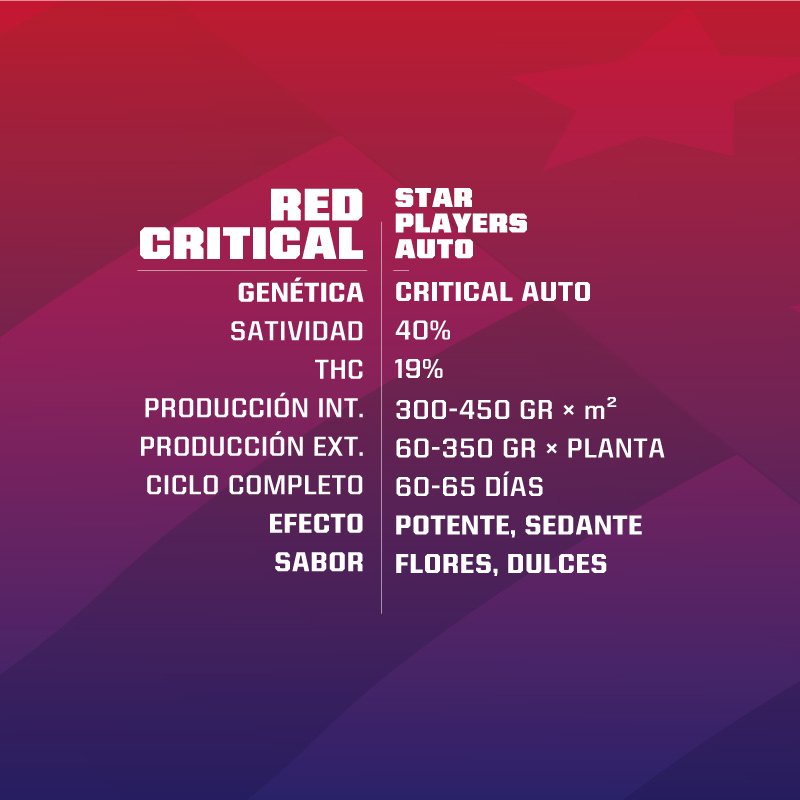 RED
CRITICAL
STAR
PLAYERS
AUTO
GENÉTICA CRITICAL AUTO
SATIVIDAD 40%
THC 19%
PRODUCCIÓN INT. 300-450 GR × m²
PRODUCCIÓN EXT. 60-350 GR × PLANTA
CICLO COMPLETO 60-65 DÍAS
EFECTO POTENTE, SEDANTE
SABOR FLORES, DULCES